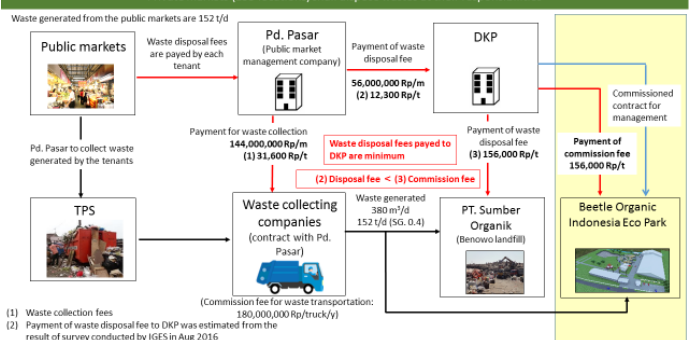 Waste generated from the public markets are 152 t/d
Public markets
Waste disposal fees
are payed by each
tenant
Pd. Pasar
(Public market
management company)
Payment of waste
disposal fee
56,000,000 Rp/m
(2) 12,300 Rp/t
DKP
Commissioned
contract for
management
Pd. Pasar to collect waste
generated by the tenants
Payment for waste collection
144,000,000 Rp/m
(1) 31,600 Rp/t
Waste disposal fees payed to
DKP are minimum
Payment of waste
disposal fee
(3) 156,000 Rp/t
Payment of
commission fee
156,000 Rp/t
(2) Disposal fee < (3) Commission fee
TPS
Waste collecting
companies
(contract with Pd.
Pasar)
Waste generated
380 m³/d
152 t/d (SG. 0.4)
PT. Sumber
Organik
(Benowo landfill)
Beetle Organic
Indonesia Eco Park
(Commission fee for waste transportation:
180,000,000 Rp/truck/y)
(1) Waste collection fees
(2) Payment of waste disposal fee to DKP was estimated from the
result of survey conducted by IGES in Aug 2016